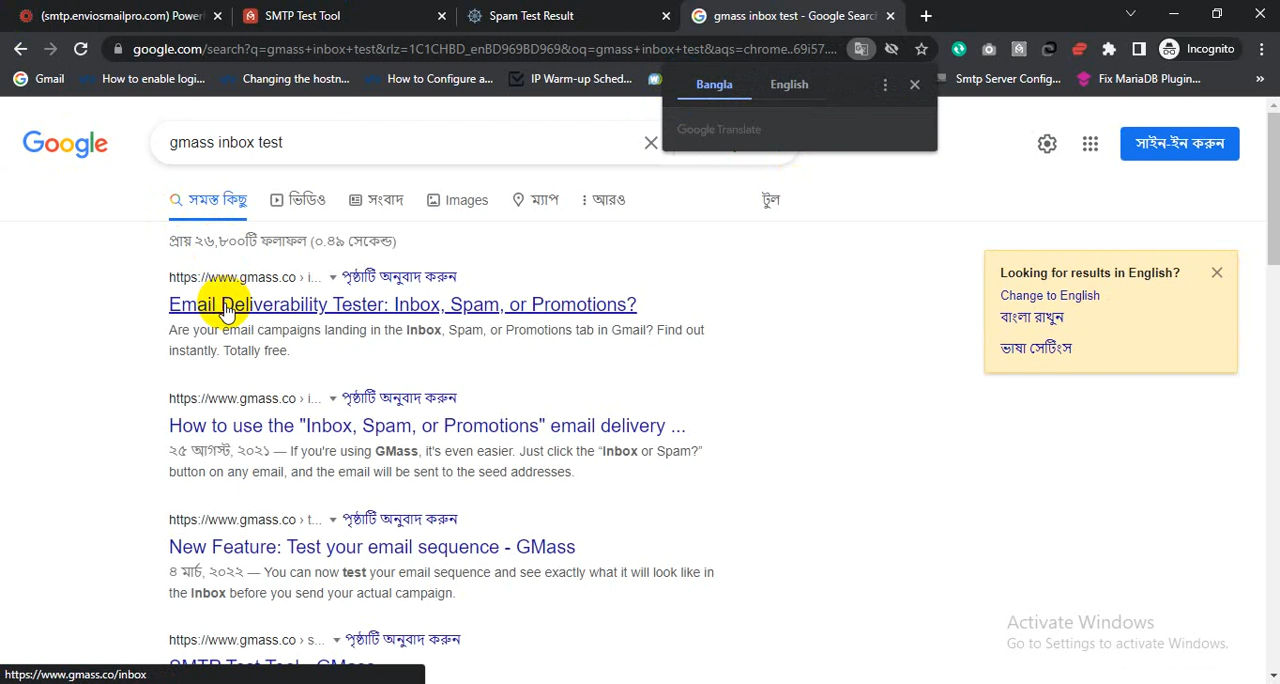 (smtp.enviosmailpro.com) Power
SMTP Test Tool
Spam Test Result
gmass inbox test - Google Searc
google.com/search?q=gmass+inbox+test&rlz=1C1CHBD_enBD969BD969&oq=gmass+inbox+test&aqs=chrome..69i57....
Incognito
Gmail
How to enable logi...
Changing the hostn...
How to Configure a...
IP Warm-up Sched...
Smtp Server Config...
Fix MariaDB Plugin...
»
Bangla
English
Google Translate
Google
gmass inbox test
সাইন-ইন করুন
সমস্ত কিছু
ভিডিও
সংবাদ
Images
ম্যাপ
আরও
টুল
প্রায় ২৬,৮০০টি ফলাফল (০.৪৯ সেকেন্ড)
https://www.gmass.co › i... পৃষ্ঠাটি অনুবাদ করুন
Email Deliverability Tester: Inbox, Spam, or Promotions?
Are your email campaigns landing in the Inbox, Spam, or Promotions tab in Gmail? Find out
instantly. Totally free.
Looking for results in English?
Change to English
বাংলা রাখুন
ভাষা সেটিংস
https://www.gmass.co › i... পৃষ্ঠাটি অনুবাদ করুন
How to use the "Inbox, Spam, or Promotions" email delivery ...
২৫ আগস্ট, ২০২১ — If you're using GMass, it's even easier. Just click the “Inbox or Spam?”
button on any email, and the email will be sent to the seed addresses.
https://www.gmass.co › t... পৃষ্ঠাটি অনুবাদ করুন
New Feature: Test your email sequence - GMass
৪ মার্চ, ২০২২ — You can now test your email sequence and see exactly what it will look like in
the Inbox before you send your actual campaign.
https://www.gmass.co › s... পৃষ্ঠাটি অনুবাদ করুন
SMTP Test Tool - GMass
Activate Windows
Go to Settings to activate Windows.
https://www.gmass.co/inbox